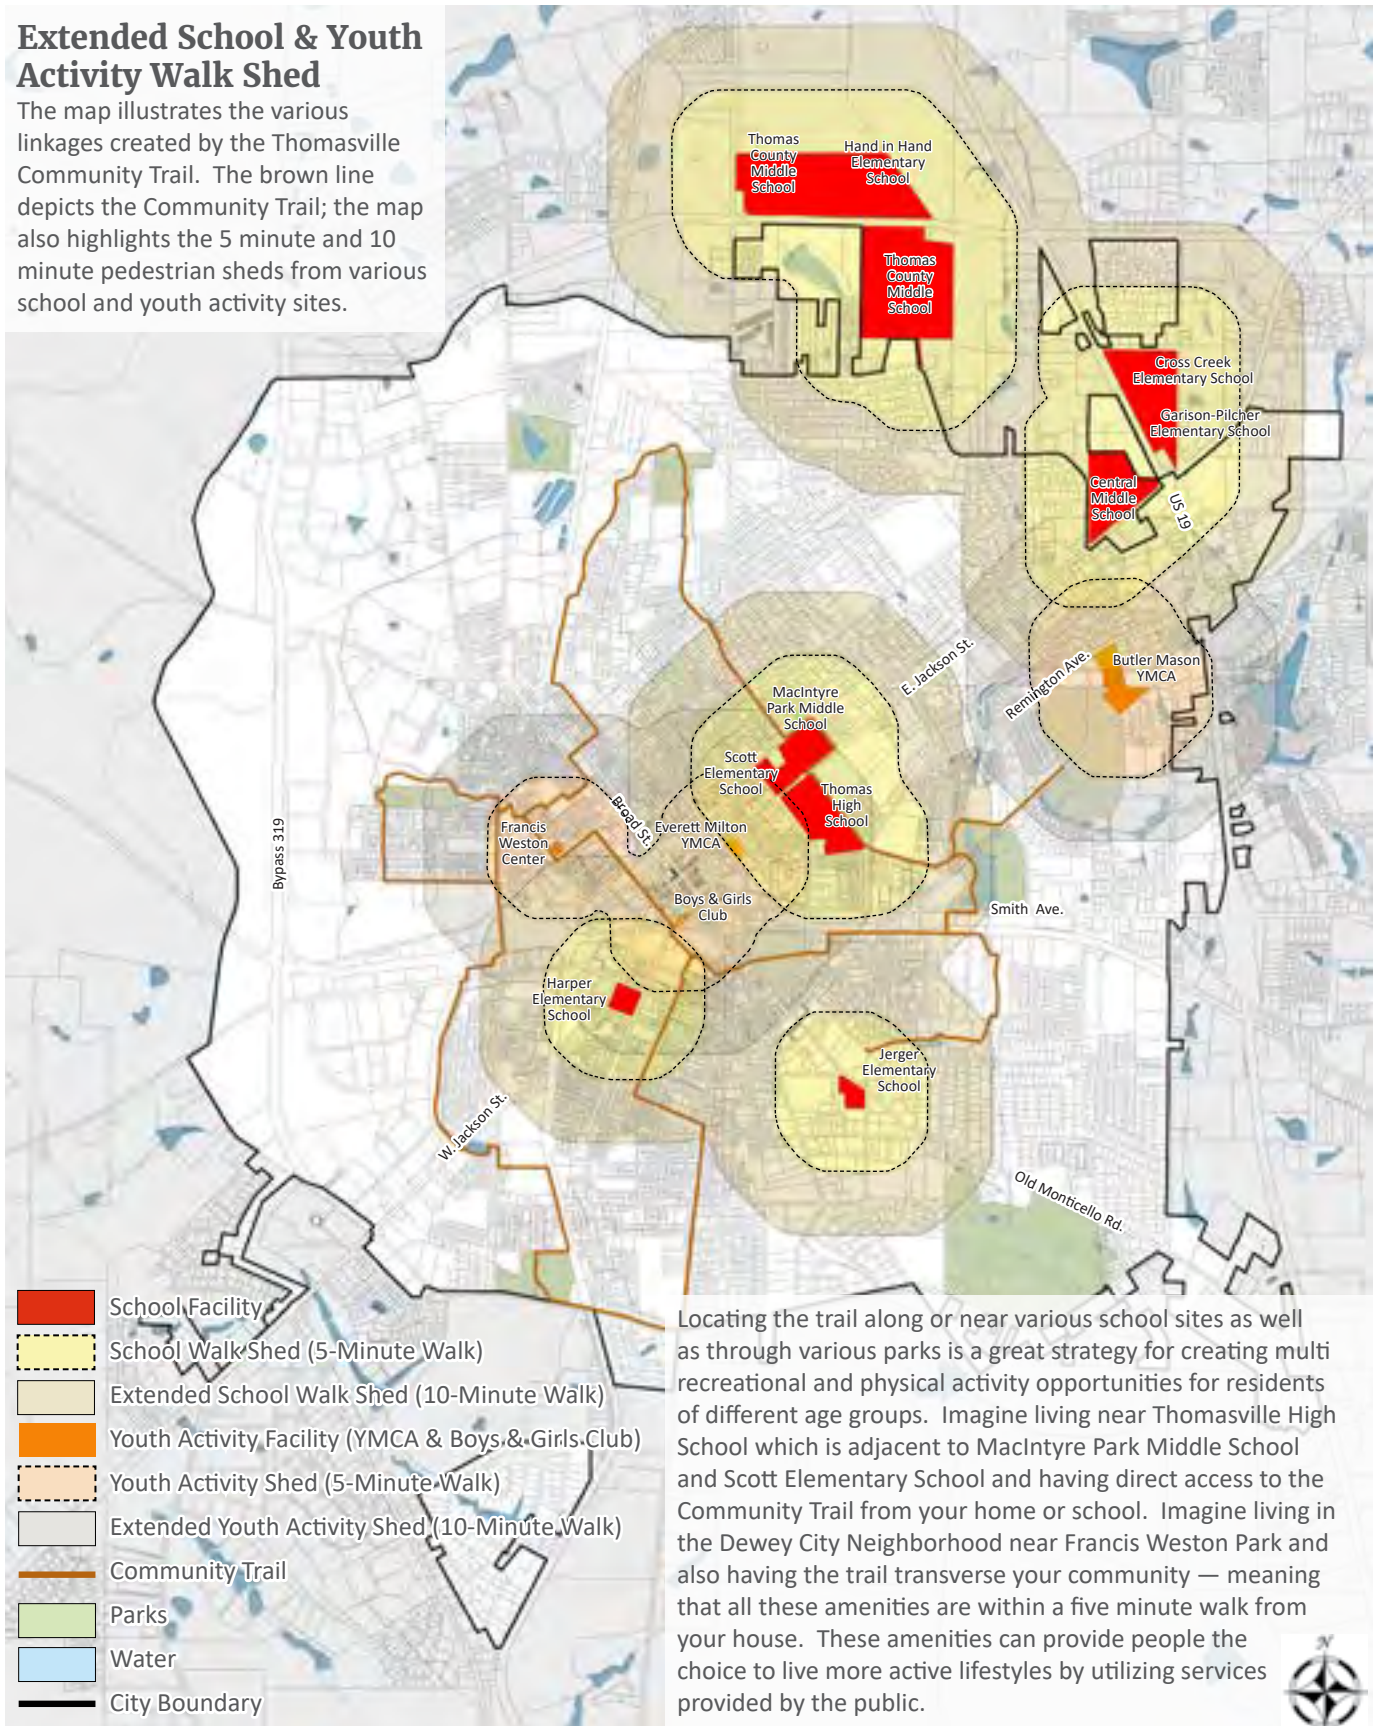 Extended School & Youth
Activity Walk Shed
The map illustrates the various
linkages created by the Thomasville
Community Trail.  The brown line
depicts the Community Trail; the map
also highlights the 5 minute and 10
minute pedestrian sheds from various
school and youth activity sites.
Thomas
County
Middle
School
Hand in Hand
Elementary
School
Thomas
County
Middle
School
Cross Creek
Elementary School
Garison-Pilcher
Elementary School
Central
Middle
School
US 19
E. Jackson St.
Remington Ave.
Butler Mason
YMCA
MacIntyre
Park Middle
School
Scott
Elementary
School
Thomas
High
School
Bypass 319
Francis
Weston
Center
Broad St.
Everett Milton
YMCA
Boys & Girls
Club
Smith Ave.
Harper
Elementary
School
Jerger
Elementary
School
W. Jackson St.
Old Monticello Rd.
School Facility
School Walk Shed (5-Minute Walk)
Extended School Walk Shed (10-Minute Walk)
Youth Activity Facility (YMCA & Boys & Girls Club)
Youth Activity Shed (5-Minute Walk)
Extended Youth Activity Shed (10-Minute Walk)
Community Trail
Parks
Water
City Boundary
Locating the trail along or near various school sites as well
as through various parks is a great strategy for creating multi
recreational and physical activity opportunities for residents
of different age groups.  Imagine living near Thomasville High
School which is adjacent to MacIntyre Park Middle School
and Scott Elementary School and having direct access to the
Community Trail from your home or school.  Imagine living in
the Dewey City Neighborhood near Francis Weston Park and
also having the trail transverse your community — meaning
that all these amenities are within a five minute walk from
your house.  These amenities can provide people the
choice to live more active lifestyles by utilizing services
provided by the public.
N